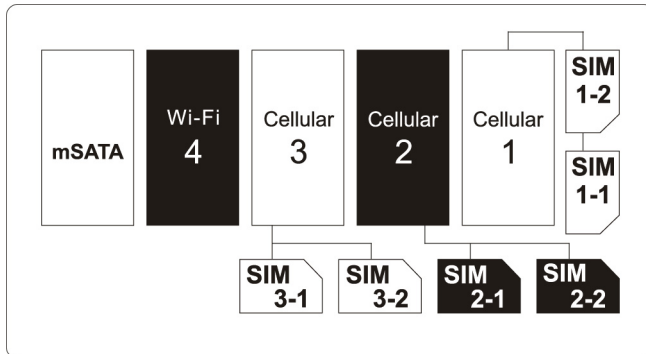 mSATA
Wi-Fi
4
Cellular
3
Cellular
2
Cellular
1
SIM
1-2
SIM
1-1
SIM
3-1
SIM
3-2
SIM
2-1
SIM
2-2